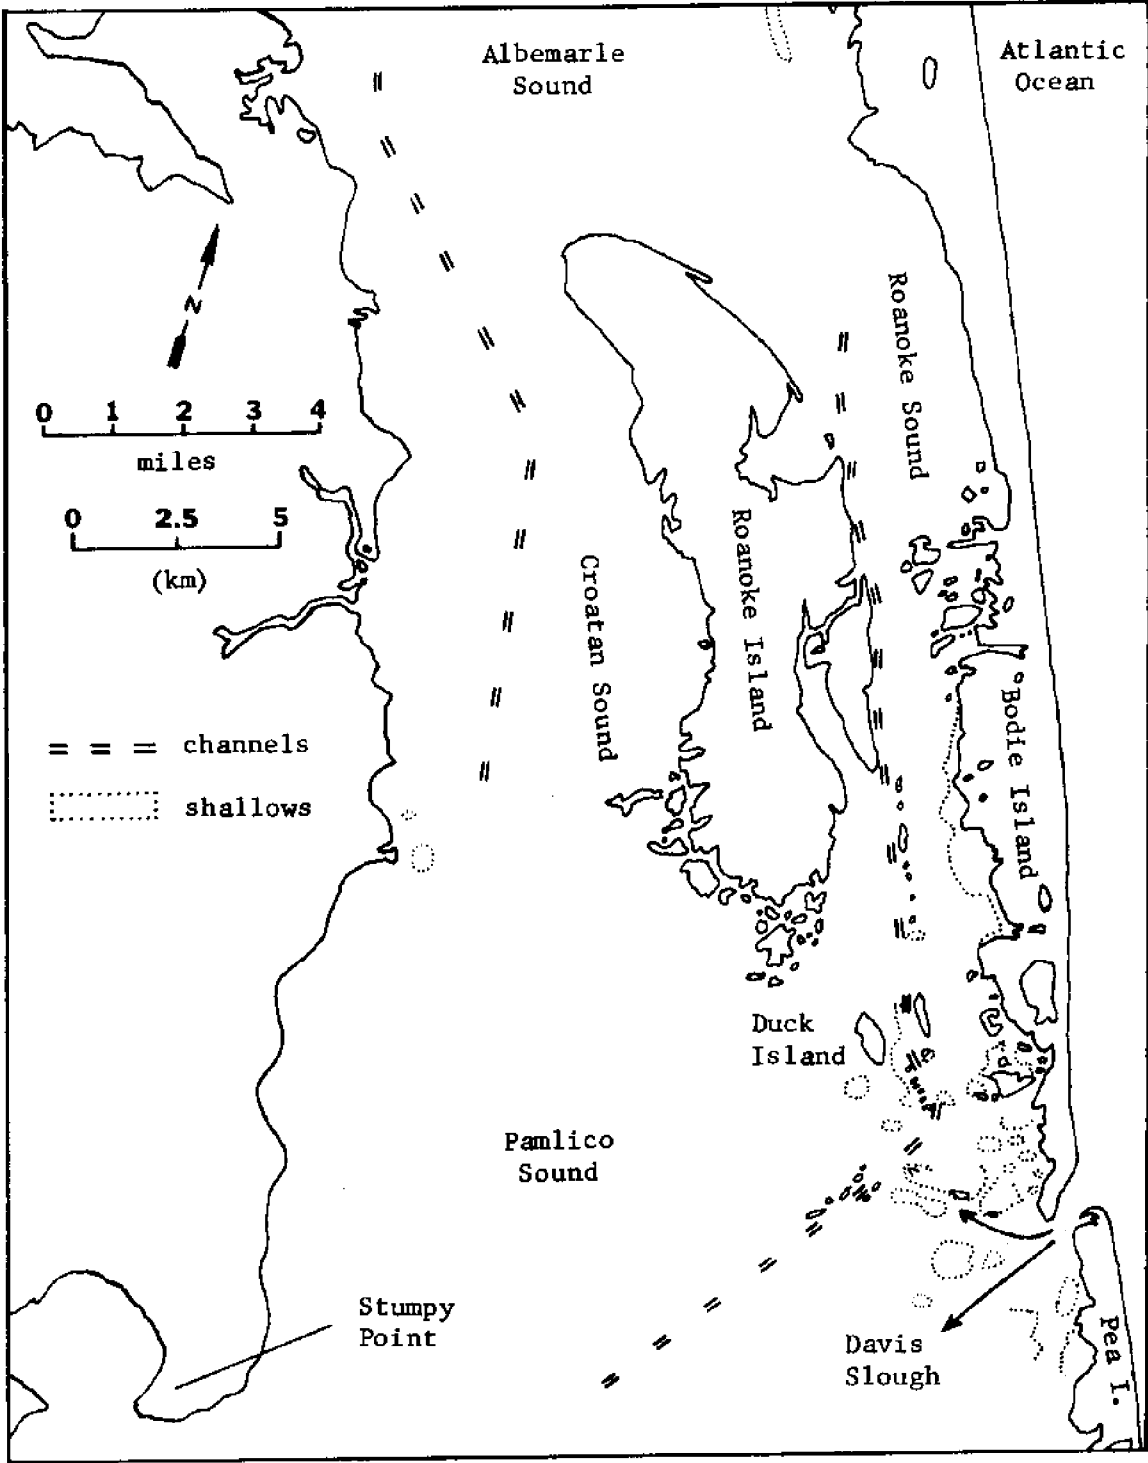 Albemarle
Sound
Atlantic
Ocean
N
0 1 2 3 4
miles
0 2.5 5
(km)
= = = channels
shallows
Roanoke Sound
Roanoke Island
Croatan Sound
Bodie Island
Duck
Island
Pamlico
Sound
Stumpy
Point
Davis
Slough
Pea I.